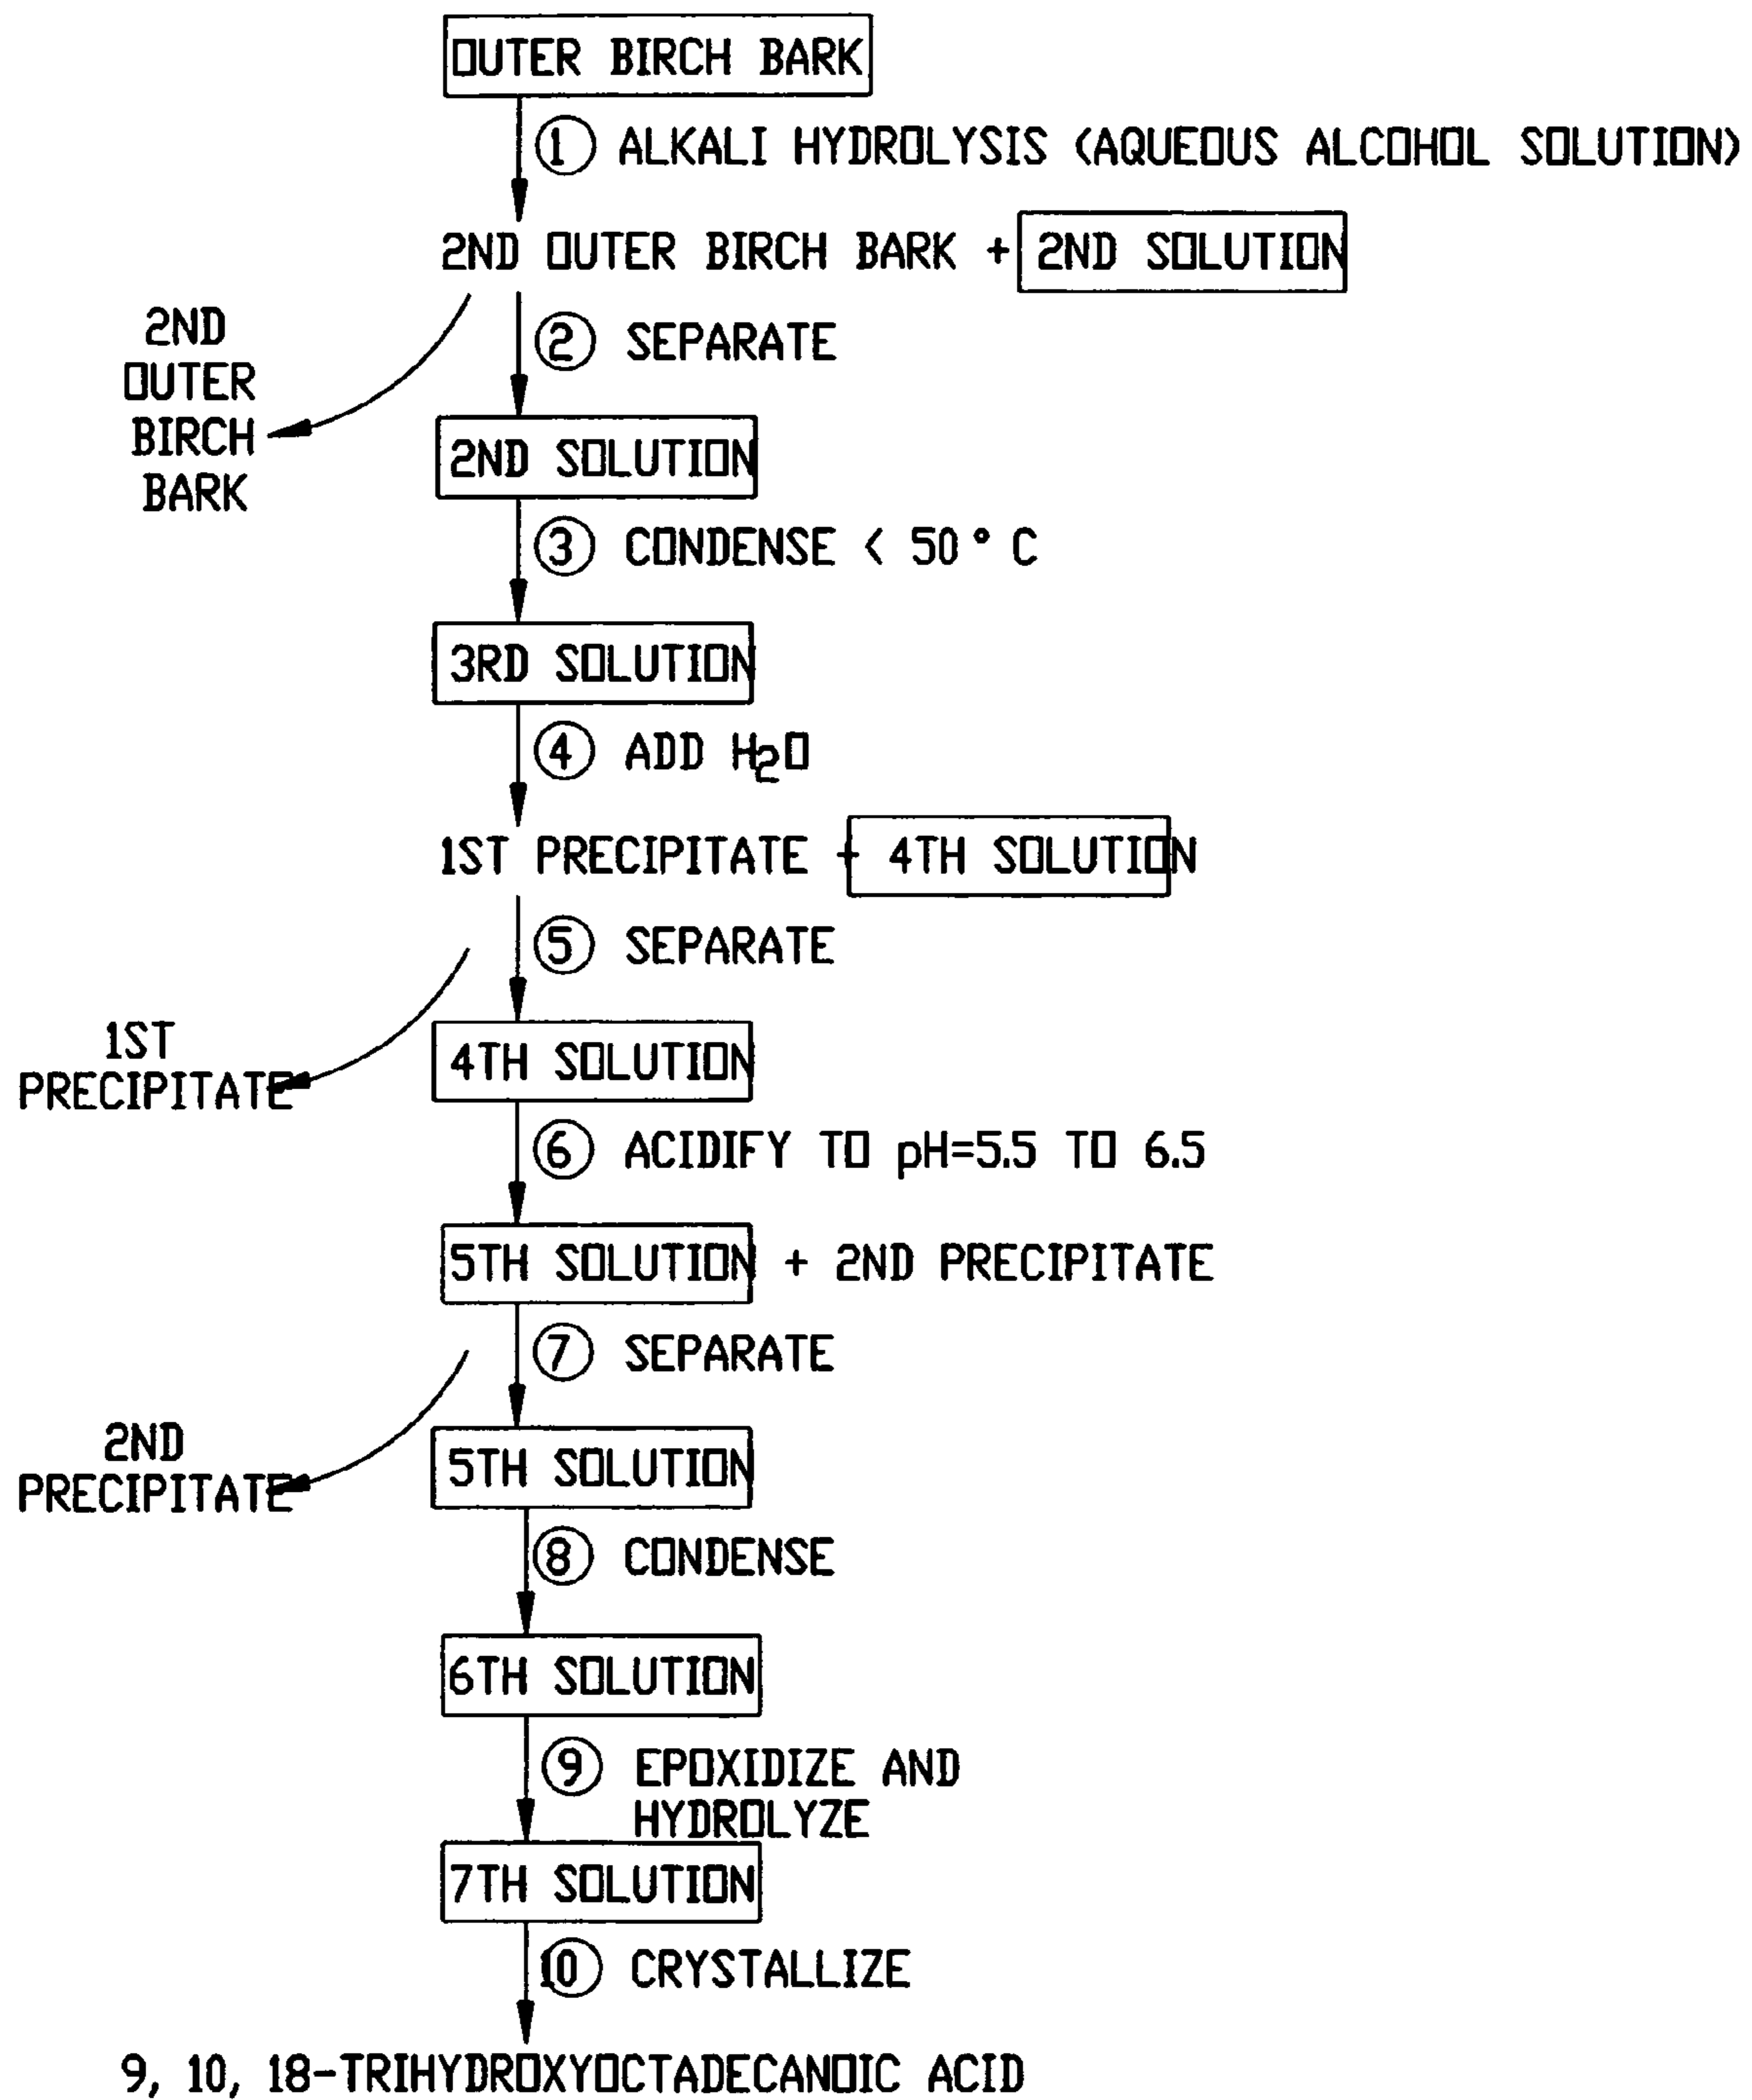 OUTER BIRCH BARK
① ALKALI HYDROLYSIS (AQUEOUS ALCOHOL SOLUTION)
2ND OUTER BIRCH BARK + 2ND SOLUTION
2ND
OUTER
BIRCH
BARK
② SEPARATE
2ND SOLUTION
③ CONDENSE < 50° C
3RD SOLUTION
④ ADD H₂O
1ST PRECIPITATE + 4TH SOLUTION
⑤ SEPARATE
1ST
PRECIPITATE
4TH SOLUTION
⑥ ACIDIFY TO pH=5.5 TO 6.5
5TH SOLUTION + 2ND PRECIPITATE
⑦ SEPARATE
2ND
PRECIPITATE
5TH SOLUTION
⑧ CONDENSE
6TH SOLUTION
⑨ EPOXIDIZE AND
HYDROLYZE
7TH SOLUTION
⑩ CRYSTALLIZE
9, 10, 18-TRIHYDROXYOCTADECANOIC ACID